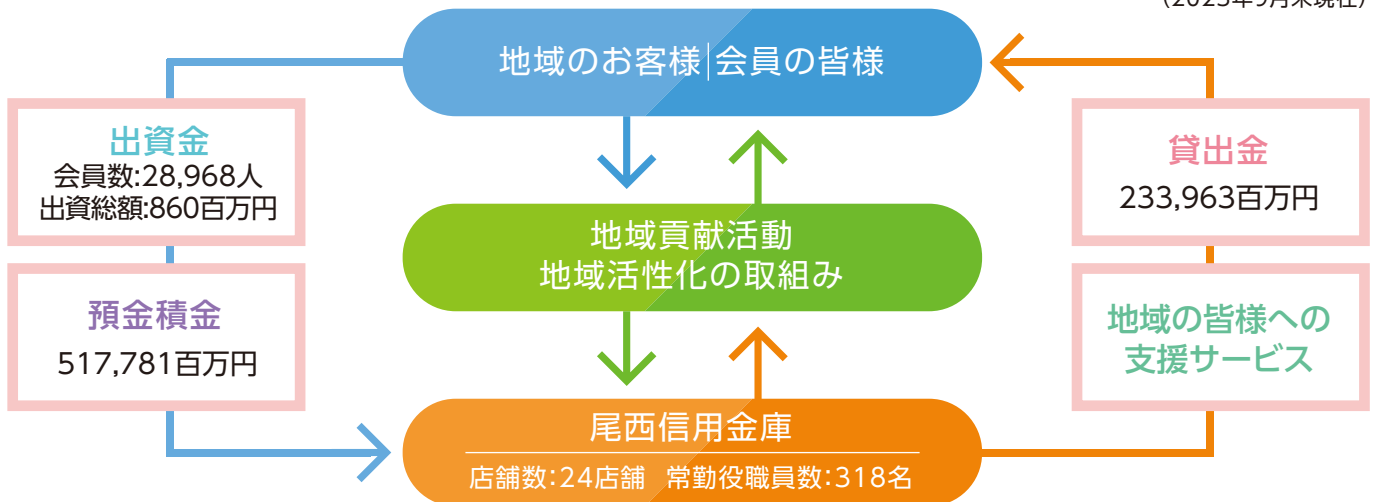 地域のお客様|会員の皆様
出資金
会員数:28,968人
出資総額:860百万円
預金積金
517,781百万円
地域貢献活動
地域活性化の取組み
貸出金
233,963百万円
地域の皆様への
支援サービス
尾西信用金庫
店舗数:24店舗 常勤役職員数:318名